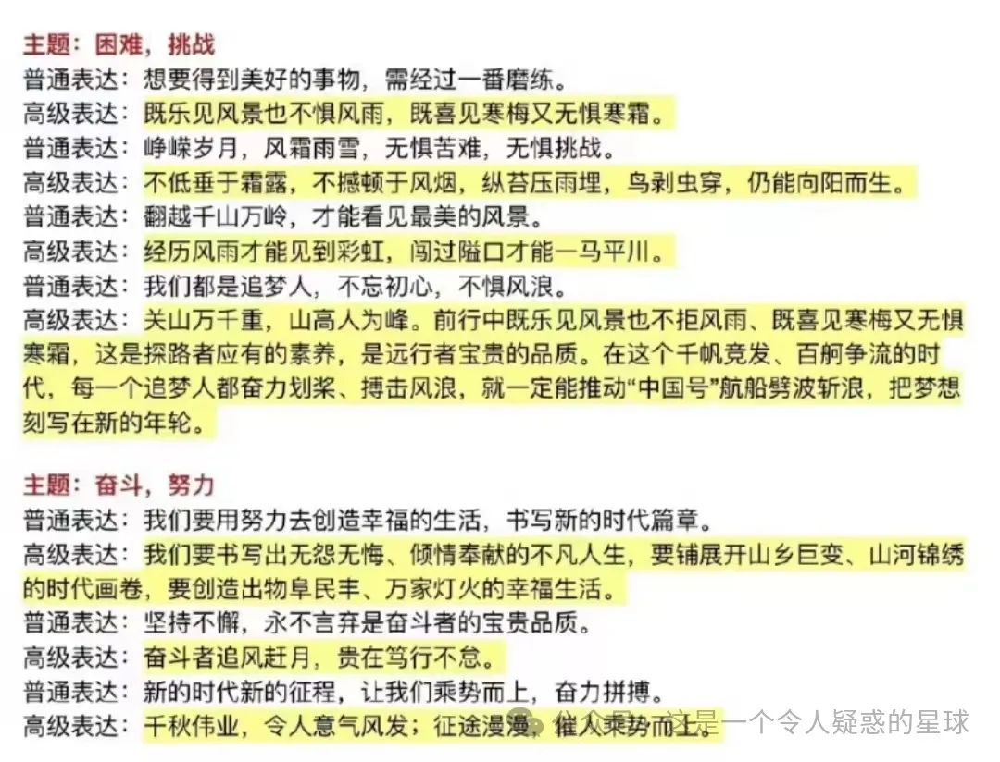 主题：困难，挑战
普通表达：想要得到美好的事物，需经过一番磨练。
高级表达：既乐见风景也不惧风雨，既喜见寒梅又无惧寒霜。
普通表达：峥嵘岁月，风霜雨雪，无惧苦难，无惧挑战。
高级表达：不低垂于霜露，不撼顿于风烟，纵苔压雨埋，鸟剥虫穿，仍能向阳而生。
普通表达：翻越千山万岭，才能看见最美的风景。
高级表达：经历风雨才能见到彩虹，闯过隘口才能一马平川。
普通表达：我们都是追梦人，不忘初心，不惧风浪。
高级表达：关山万千重，山高人为峰。前行中既乐见风景也不拒风雨、既喜见寒梅又无惧
寒霜，这是探路者应有的素养，是远行者宝贵的品质。在这个千帆竞发、百舸争流的时
代，每一个追梦人都奋力划桨、搏击风浪，就一定能推动“中国号”航船劈波斩浪，把梦想
刻写在新的年轮。
主题：奋斗，努力
普通表达：我们要用努力去创造幸福的生活，书写新的时代篇章。
高级表达：我们要书写出无怨无悔、倾情奉献的不凡人生，要铺展开山乡巨变、山河锦绣
的时代画卷，要创造出物阜民丰、万家灯火的幸福生活。
普通表达：坚持不懈，永不言弃是奋斗者的宝贵品质。
高级表达：奋斗者追风赶月，贵在笃行不怠。
普通表达：新的时代新的征程，让我们乘势而上，奋力拼搏。
高级表达：千秋伟业，令人意气风发；征途漫漫，催人乘势而上。
公众号：这是一个令人疑惑的星球